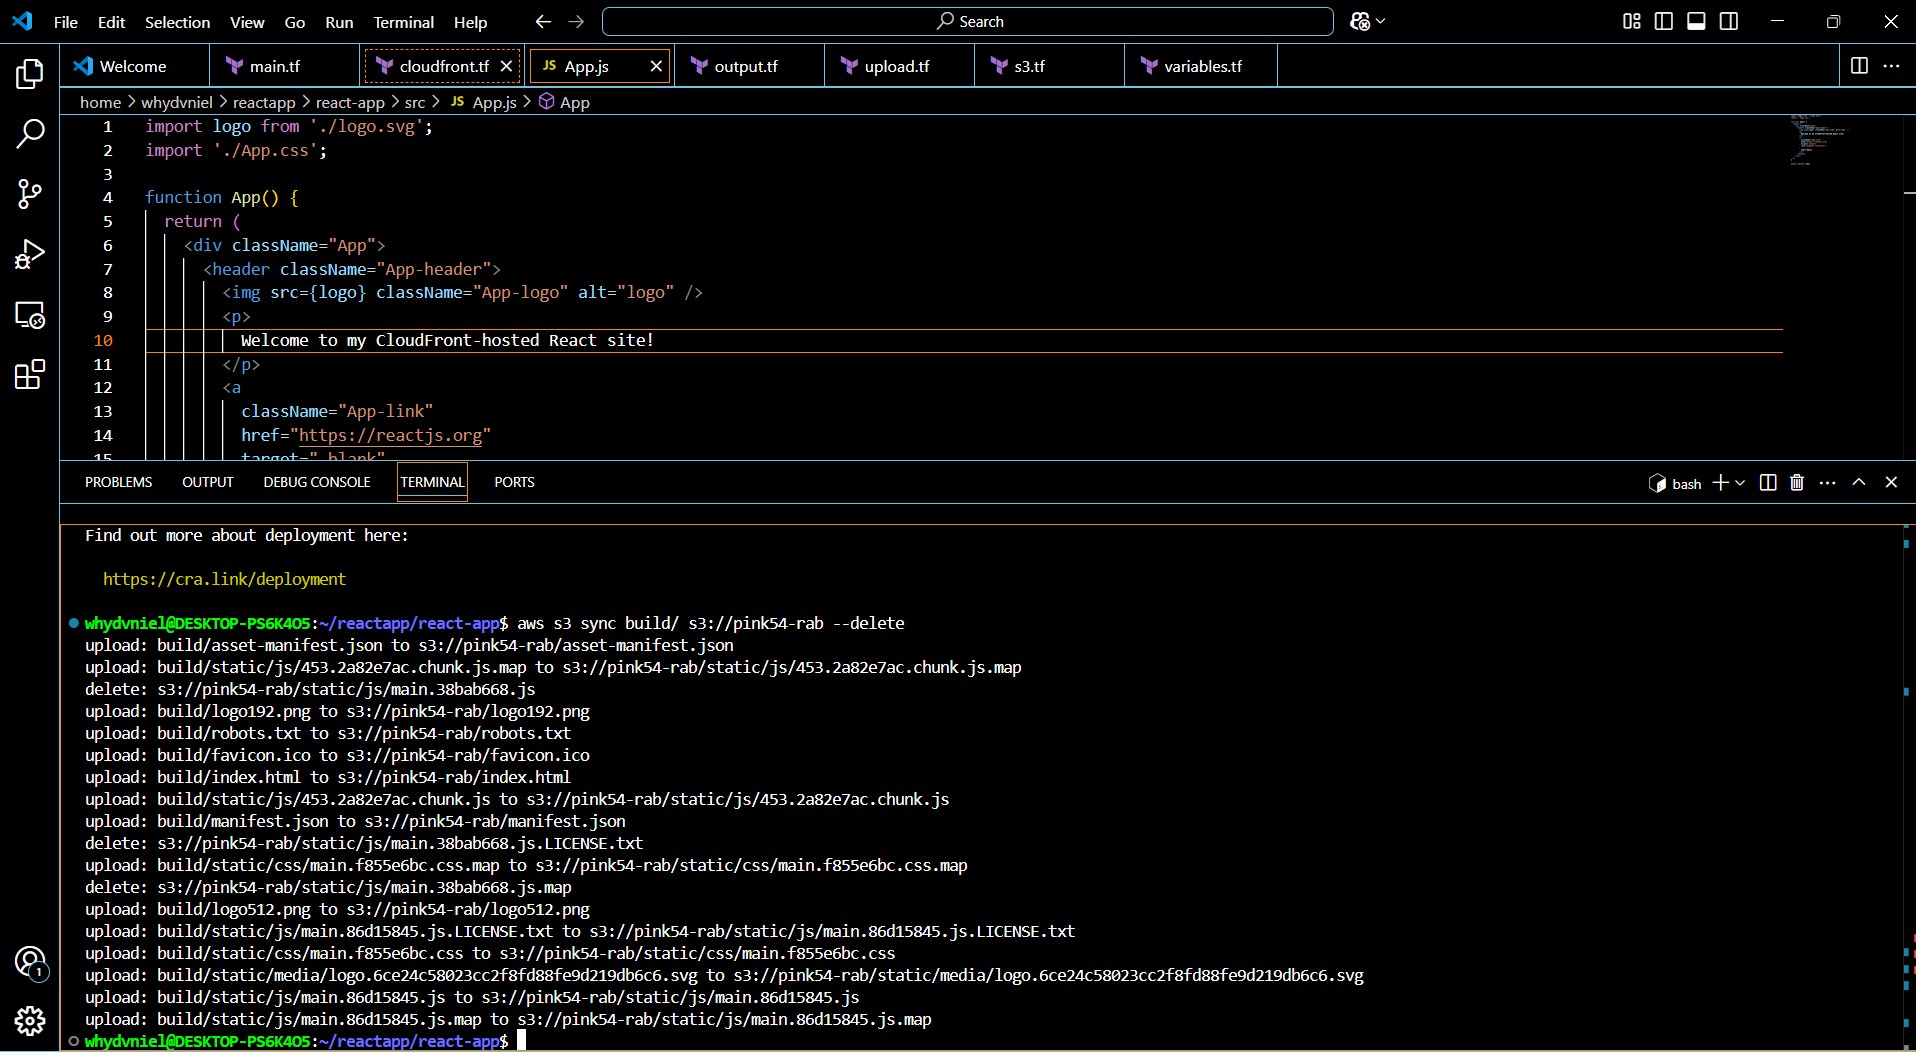 File Edit Selection View Go Run Terminal Help Search
Welcome main.tf cloudfront.tf JS App.js output.tf upload.tf s3.tf variables.tf
home > whydvniel > reactapp > react-app > src > JS App.js > App
1 import logo from './logo.svg';
2 import './App.css';
3
4 function App() {
5 return (
6 <div className="App">
7 <header className="App-header">
8 <img src={logo} className="App-logo" alt="logo" />
9 <p>
10 Welcome to my CloudFront-hosted React site!
11 </p>
12 <a
13 className="App-link"
14 href="https://reactjs.org"
15 target="_blank"
PROBLEMS OUTPUT DEBUG CONSOLE TERMINAL PORTS bash
Find out more about deployment here:
https://cra.link/deployment
whydvniel@DESKTOP-PS6K4O5:~/reactapp/react-app$ aws s3 sync build/ s3://pink54-rab --delete
upload: build/asset-manifest.json to s3://pink54-rab/asset-manifest.json
upload: build/static/js/453.2a82e7ac.chunk.js.map to s3://pink54-rab/static/js/453.2a82e7ac.chunk.js.map
delete: s3://pink54-rab/static/js/main.38bab668.js
upload: build/logo192.png to s3://pink54-rab/logo192.png
upload: build/robots.txt to s3://pink54-rab/robots.txt
upload: build/favicon.ico to s3://pink54-rab/favicon.ico
upload: build/index.html to s3://pink54-rab/index.html
upload: build/static/js/453.2a82e7ac.chunk.js to s3://pink54-rab/static/js/453.2a82e7ac.chunk.js
upload: build/manifest.json to s3://pink54-rab/manifest.json
delete: s3://pink54-rab/static/js/main.38bab668.js.LICENSE.txt
upload: build/static/css/main.f855e6bc.css.map to s3://pink54-rab/static/css/main.f855e6bc.css.map
delete: s3://pink54-rab/static/js/main.38bab668.js.map
upload: build/logo512.png to s3://pink54-rab/logo512.png
upload: build/static/js/main.86d15845.js.LICENSE.txt to s3://pink54-rab/static/js/main.86d15845.js.LICENSE.txt
upload: build/static/css/main.f855e6bc.css to s3://pink54-rab/static/css/main.f855e6bc.css
upload: build/static/media/logo.6ce24c58023cc2f8fd88fe9d219db6c6.svg to s3://pink54-rab/static/media/logo.6ce24c58023cc2f8fd88fe9d219db6c6.svg
upload: build/static/js/main.86d15845.js to s3://pink54-rab/static/js/main.86d15845.js
upload: build/static/js/main.86d15845.js.map to s3://pink54-rab/static/js/main.86d15845.js.map
1
whydvniel@DESKTOP-PS6K4O5:~/reactapp/react-app$